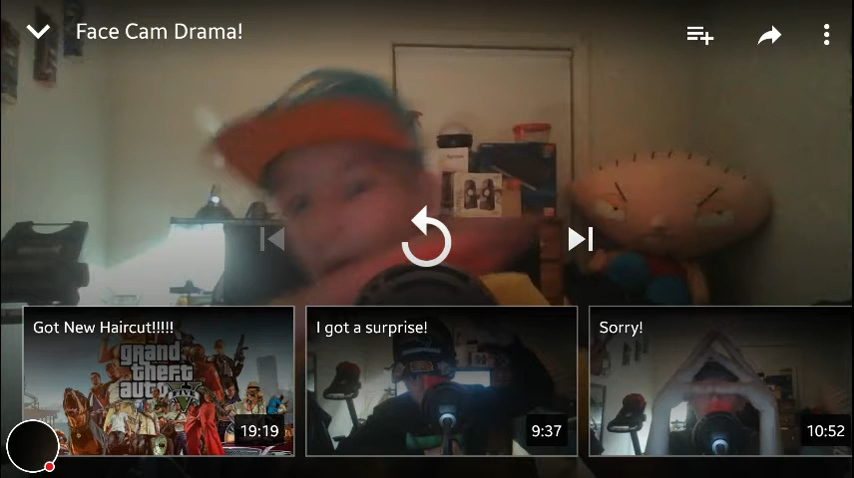 Face Cam Drama!
Got New Haircut!!!!!
grand
theft
auto
19:19
I got a surprise!
9:37
Sorry!
10:52